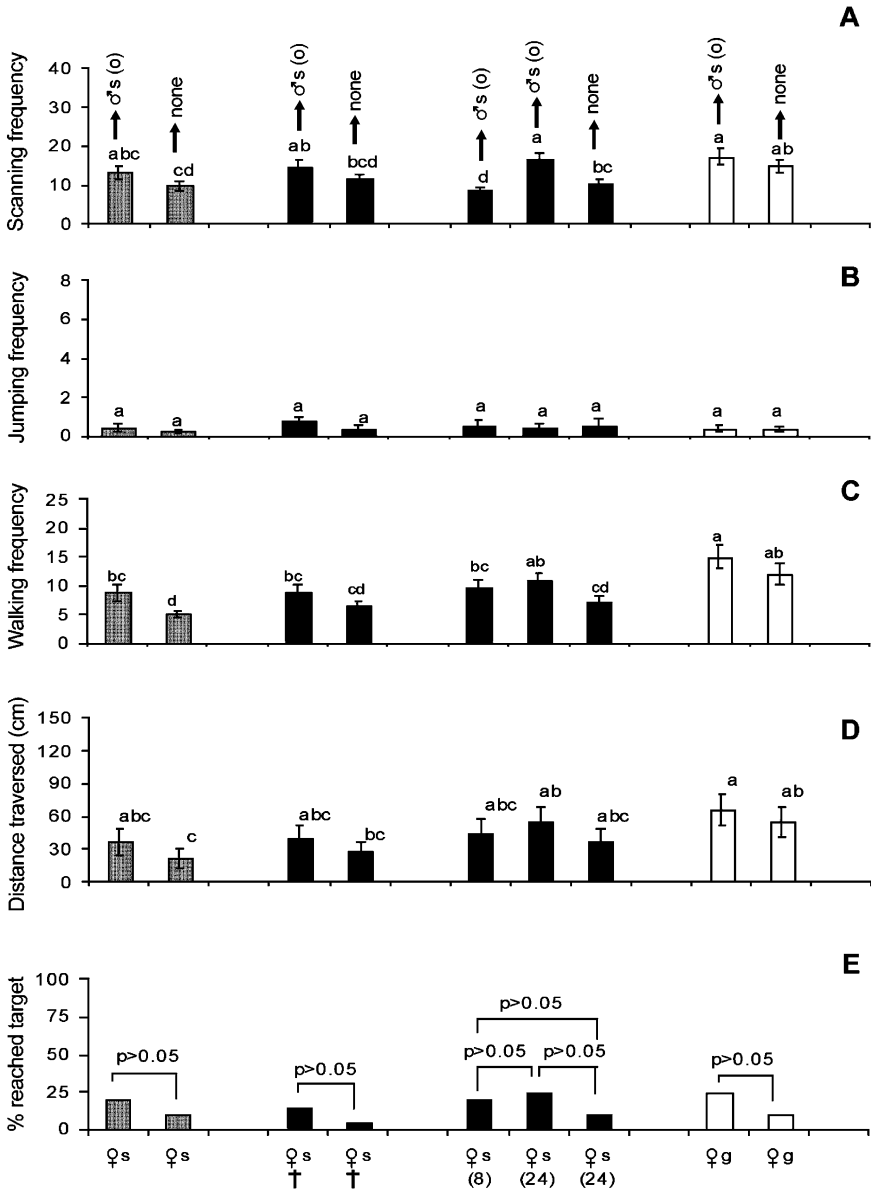 A
Scanning frequency
40
30
20
10
0
♂s (o)
none
♂s (o)
none
♂s (o)
♂s (o)
none
♂s (o)
none
abc
cd
ab
bcd
d
a
bc
a
ab
B
Jumping frequency
8
6
4
2
0
a
a
a
a
a
a
a
a
a
C
Walking frequency
25
20
15
10
5
0
bc
d
bc
cd
bc
ab
cd
a
ab
D
Distance traversed (cm)
150
120
90
60
30
0
abc
c
abc
bc
abc
ab
abc
a
ab
E
% reached target
100
75
50
25
0
p>0.05
p>0.05
p>0.05
p>0.05 p>0.05
p>0.05
♀s ♀s ♀s ♀s ♀s ♀s ♀s ♀g ♀g
† † (8) (24) (24)